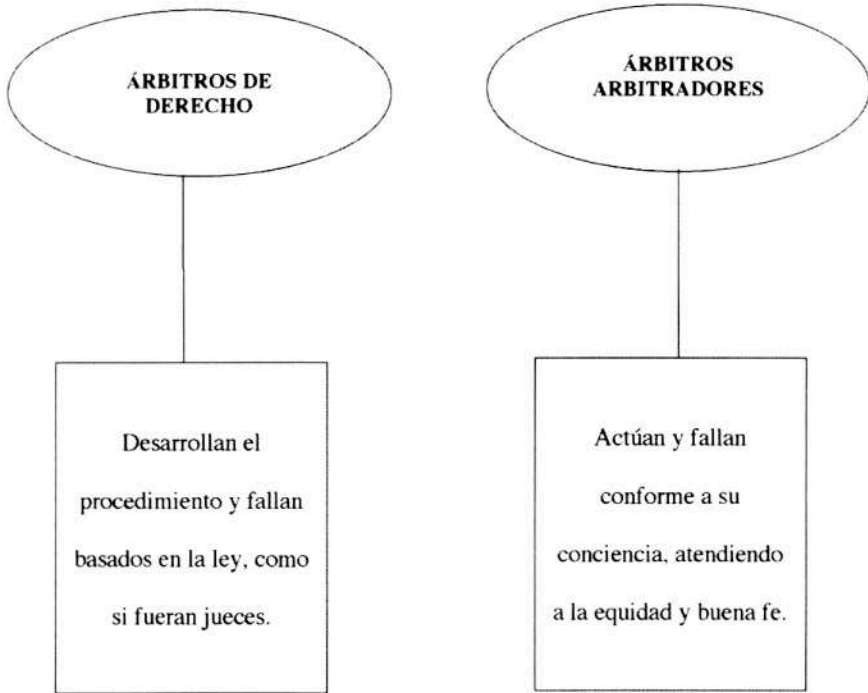 ÁRBITROS DE
DERECHO
Desarrollan el
procedimiento y fallan
basados en la ley, como
si fueran jueces.
ÁRBITROS
ARBITRADORES
Actúan y fallan
conforme a su
conciencia, atendiendo
a la equidad y buena fe.